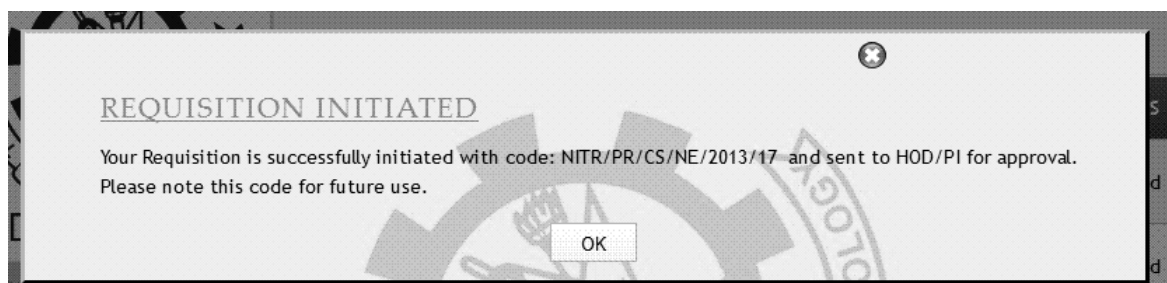 REQUISITION INITIATED
Your Requisition is successfully initiated with code: NITR/PR/CS/NE/2013/17 and sent to HOD/PI for approval.
Please note this code for future use.
OLOGY
OK
s
d
d